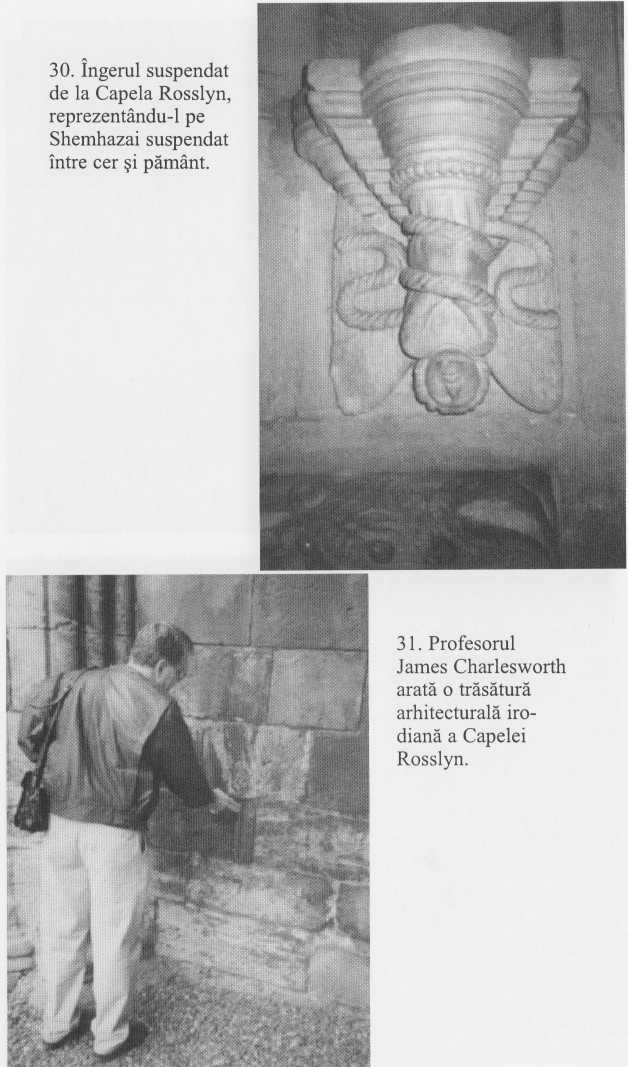 30. Îngerul suspendat
de la Capela Rosslyn,
reprezentându-l pe
Shemhazai suspendat
între cer şi pământ.
31. Profesorul
James Charlesworth
arată o trăsătură
arhitecturală iro-
diană a Capelei
Rosslyn.